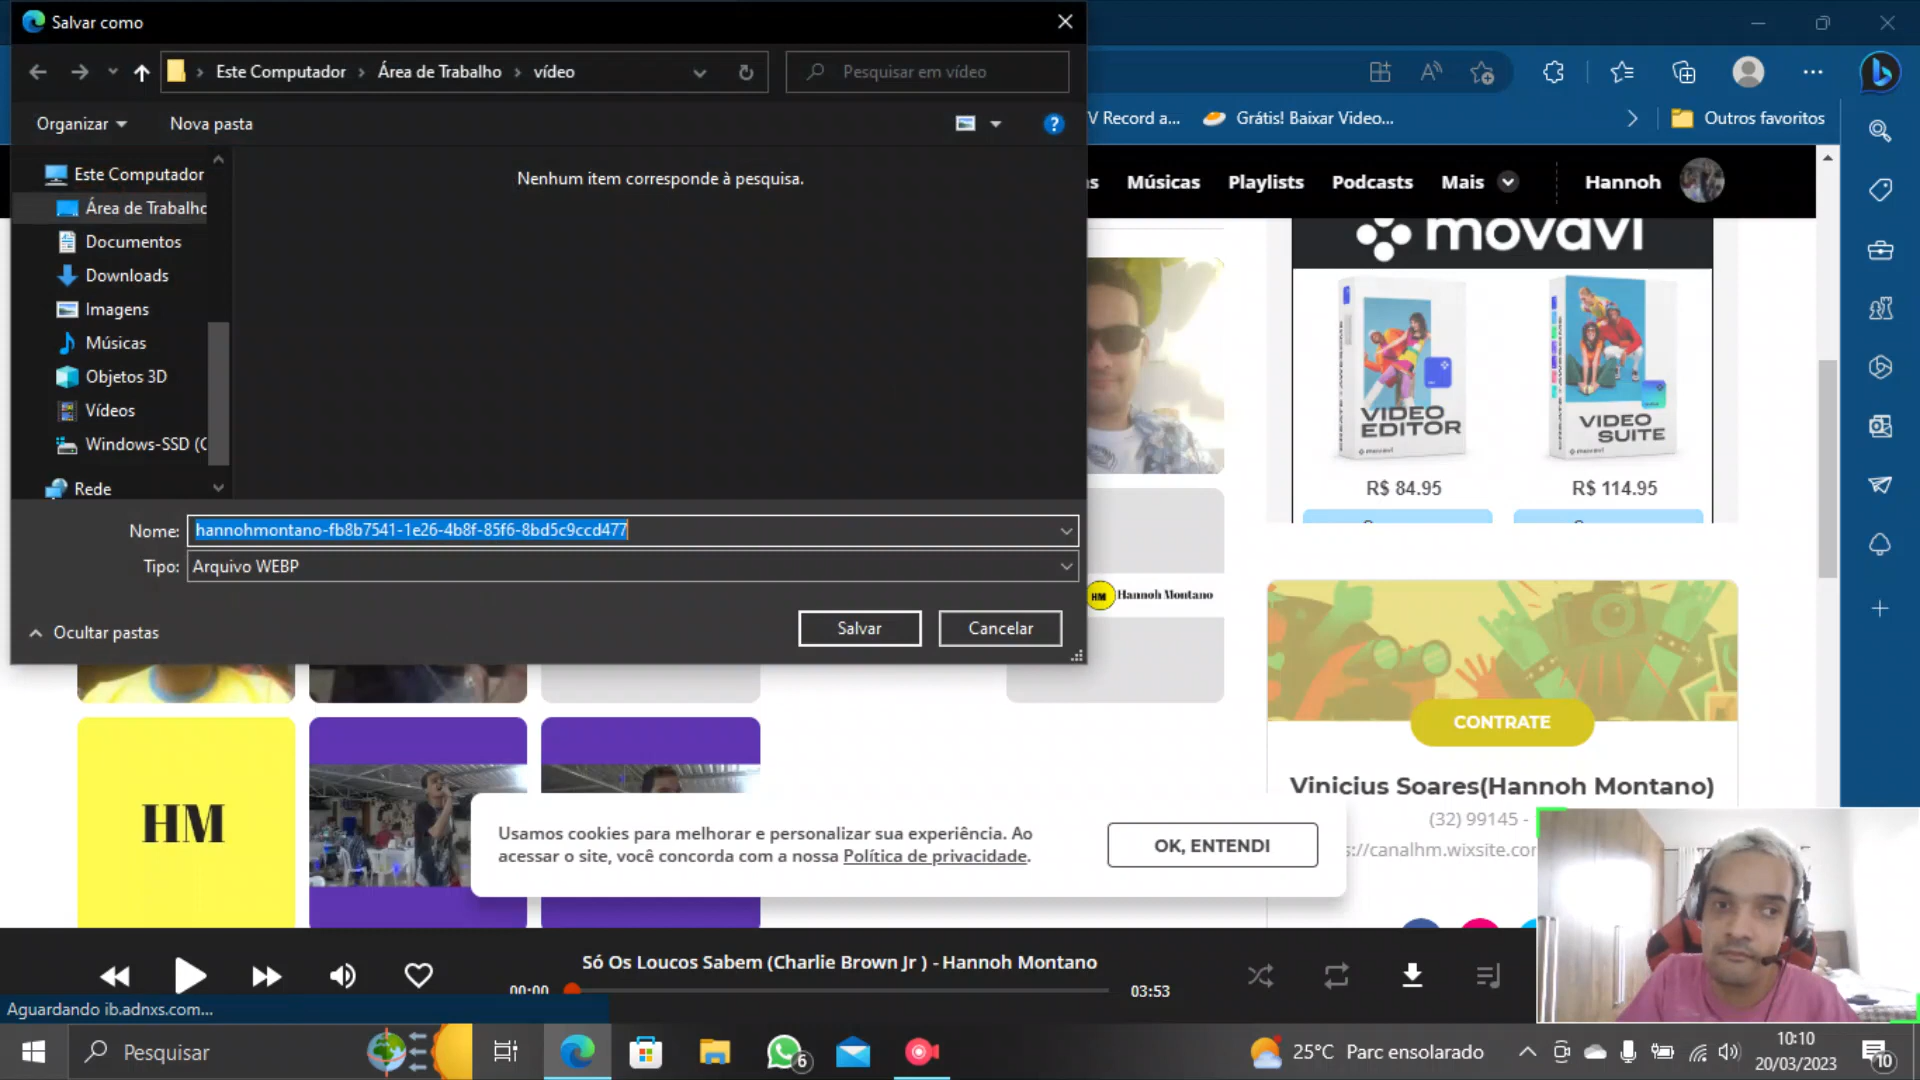 Salvar como
Este Computador
Área de Trabalho
vídeo
Pesquisar em vídeo
Organizar
Nova pasta
Este Computador
Área de Trabalho
Documentos
Downloads
Imagens
Músicas
Objetos 3D
Vídeos
Windows-SSD (C
Rede
Nenhum item corresponde à pesquisa.
Nome:
hannohmontano-fb8b7541-1e26-4b8f-85f6-8bd5c9ccd477
Tipo:
Arquivo WEBP
Ocultar pastas
Salvar
Cancelar
V Record a...
Grátis! Baixar Video...
Outros favoritos
Músicas
Playlists
Podcasts
Mais
Hannoh
movavi
VIDEO
EDITOR
movavi
VIDEO
SUITE
movavi
R$ 84.95
R$ 114.95
HM
Hannoh Montano
CONTRATE
Vinicius Soares(Hannoh Montano)
(32) 99145 -
s://canalhm.wixsite.com
HM
Usamos cookies para melhorar e personalizar sua experiência. Ao
acessar o site, você concorda com a nossa Política de privacidade.
OK, ENTENDI
Só Os Loucos Sabem (Charlie Brown Jr ) - Hannoh Montano
00:00
03:53
Aguardando ib.adnxs.com...
Pesquisar
6
25°C Parc ensolarado
10:10
20/03/2023
10